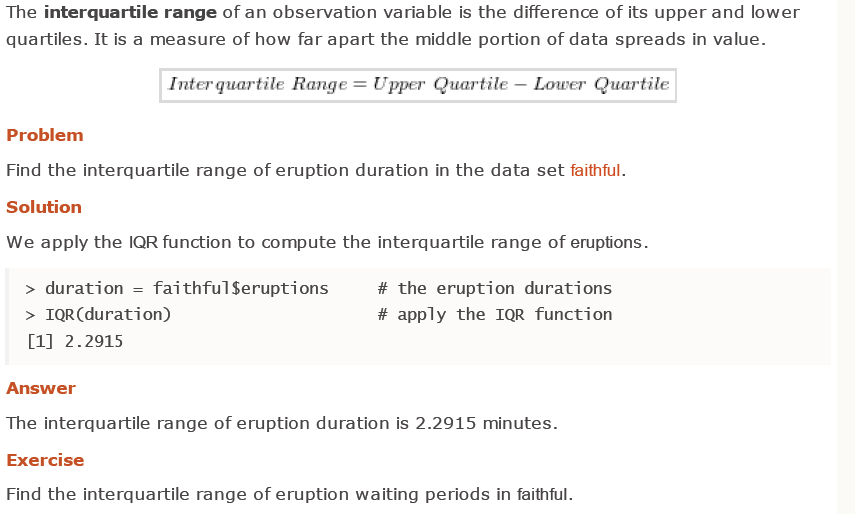 The interquartile range of an observation variable is the difference of its upper and lower
quartiles. It is a measure of how far apart the middle portion of data spreads in value.
Interquartile Range = Upper Quartile − Lower Quartile
Problem
Find the interquartile range of eruption duration in the data set faithful.
Solution
We apply the IQR function to compute the interquartile range of eruptions.
> duration = faithful$eruptions     # the eruption durations
> IQR(duration)                     # apply the IQR function
[1] 2.2915
Answer
The interquartile range of eruption duration is 2.2915 minutes.
Exercise
Find the interquartile range of eruption waiting periods in faithful.